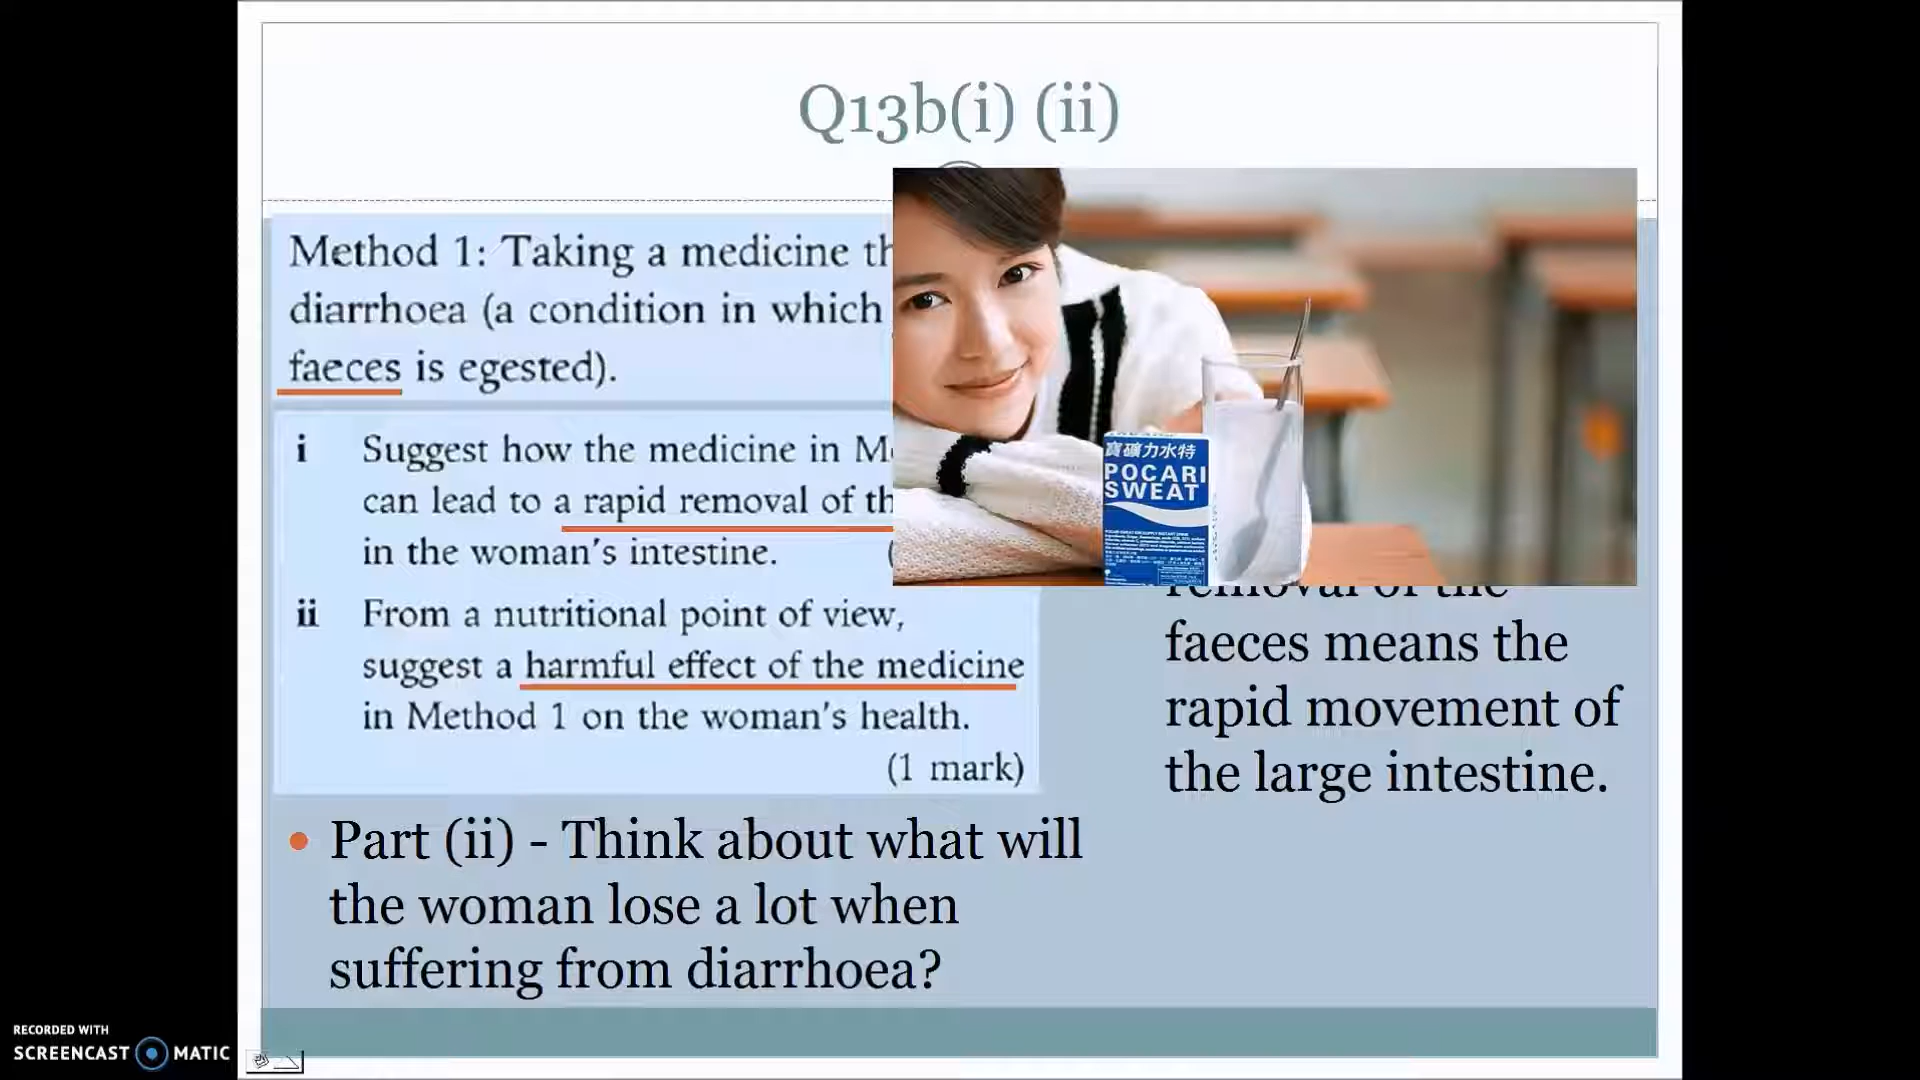 Q13b(i) (ii)
Method 1: Taking a medicine th
diarrhoea (a condition in which
faeces is egested).
i Suggest how the medicine in M
can lead to a rapid removal of th
in the woman's intestine. (
ii From a nutritional point of view,
suggest a harmful effect of the medicine
in Method 1 on the woman's health.
(1 mark)
寶礦力水特
POCARI
SWEAT
removal of the
faeces means the
rapid movement of
the large intestine.
• Part (ii) - Think about what will
the woman lose a lot when
suffering from diarrhoea?
RECORDED WITH
SCREENCAST MATIC